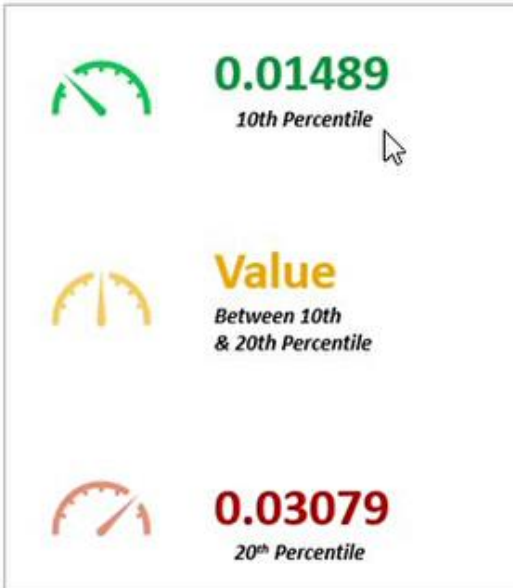 0.01489
10th Percentile
Value
Between 10th
& 20th Percentile
0.03079
20th Percentile